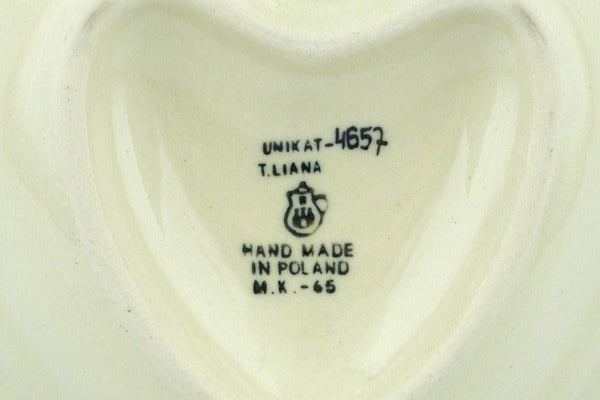 UNIKAT-4657
T.LIANA
HAND MADE
IN POLAND
M.K.-65